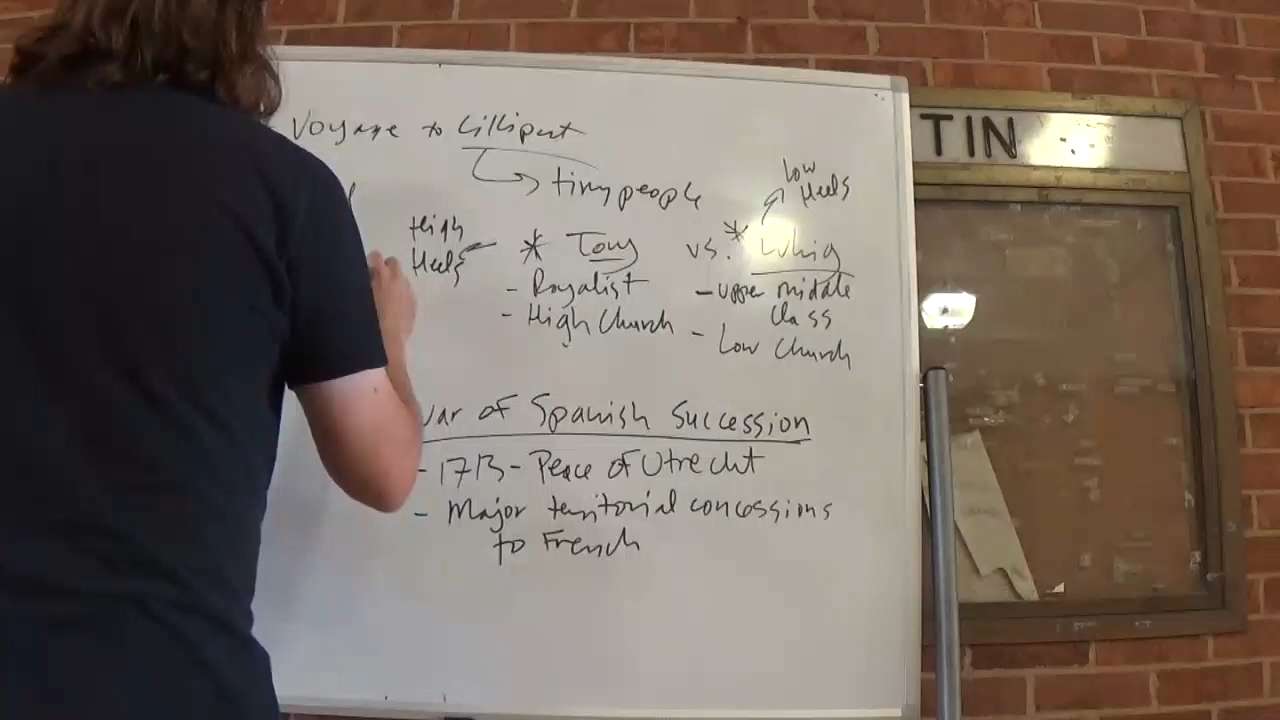 Voyage to Lilliput
tiny people
Low
Heels
High
Heels
* Tory vs. * Whig
- Royalist
- High Church
- upper middle
class
- Low Church
War of Spanish Succession
- 1713 - Peace of Utrecht
- Major territorial concessions
to French
TIN